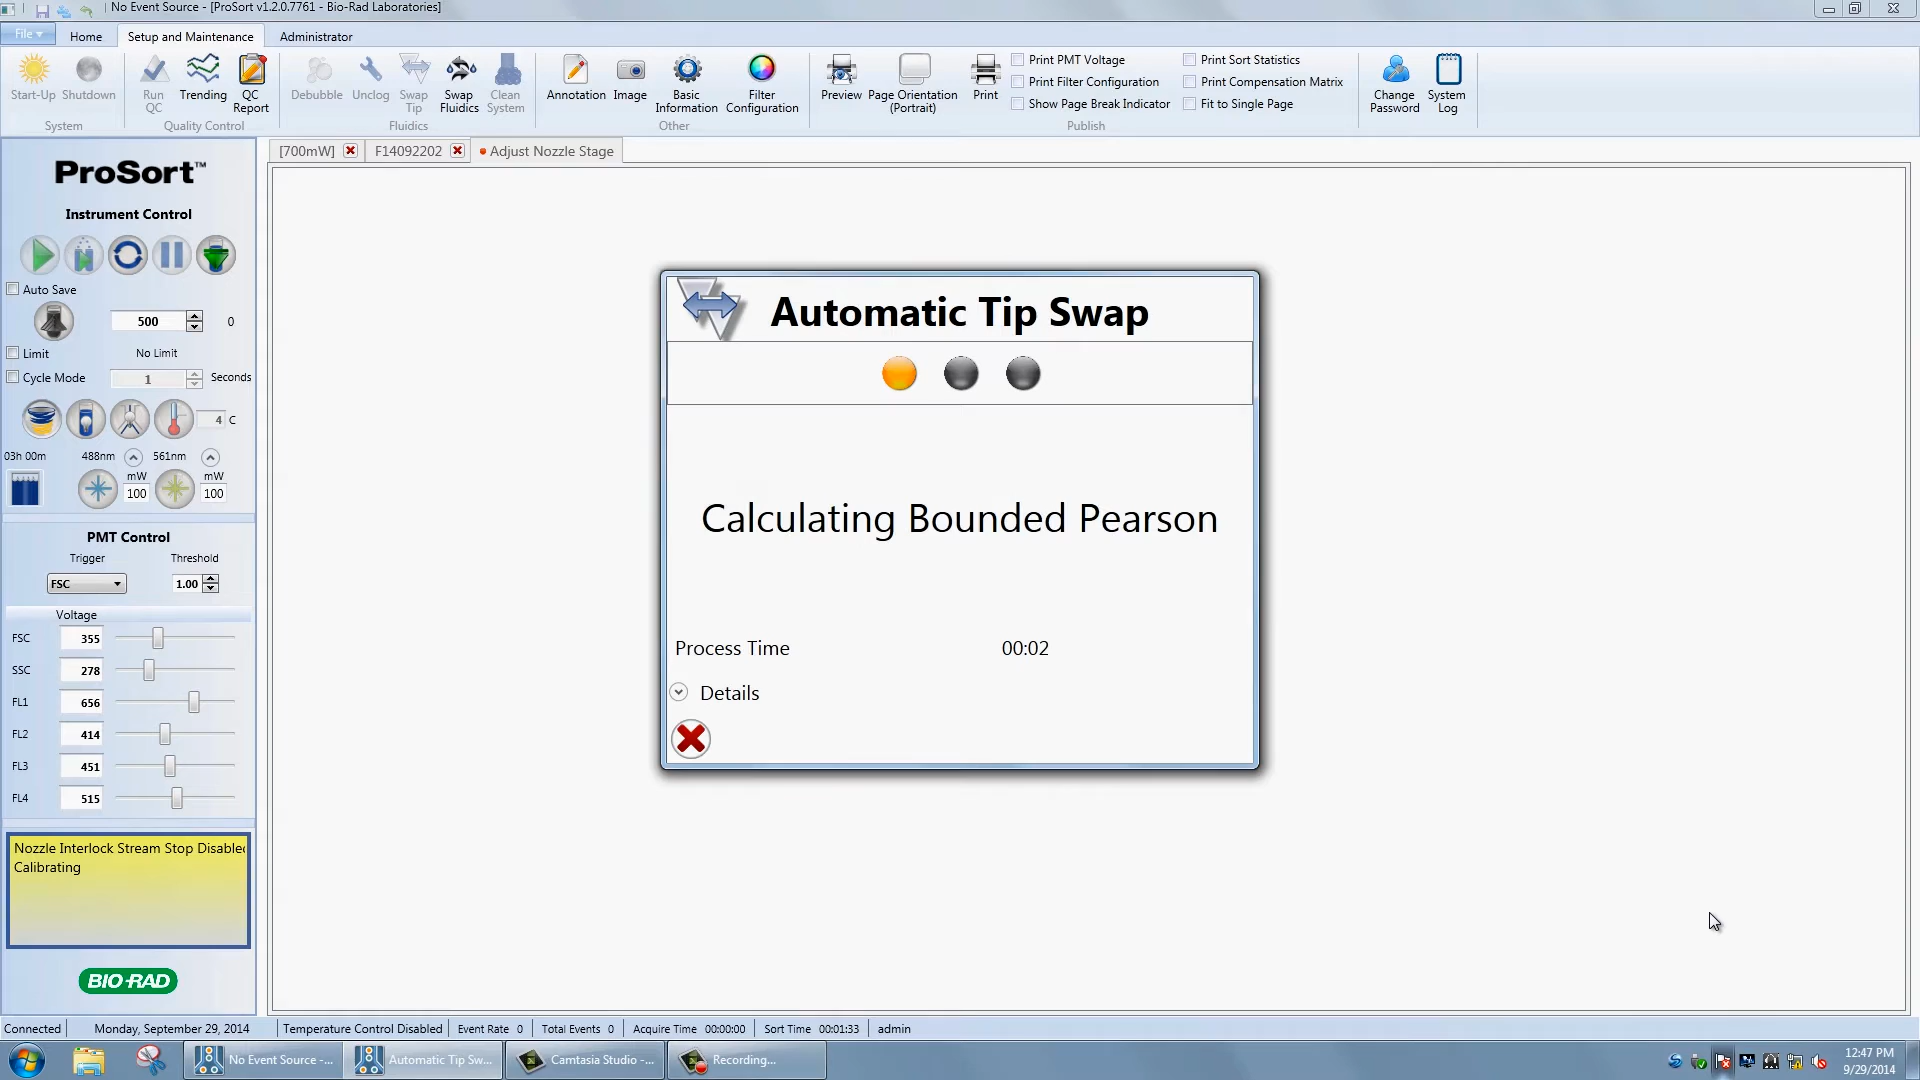 No Event Source - [ProSort v1.2.0.7761 - Bio-Rad Laboratories]
File
Home
Setup and Maintenance
Administrator
Start-Up
Shutdown
System
Run QC
Trending
QC Report
Quality Control
Debubble
Unclog
Swap Tip
Swap Fluidics
Clean System
Fluidics
Annotation
Image
Basic Information
Filter Configuration
Other
Preview
Page Orientation (Portrait)
Print
Print PMT Voltage
Print Filter Configuration
Show Page Break Indicator
Print Sort Statistics
Print Compensation Matrix
Fit to Single Page
Publish
Change Password
System Log
[700mW]
F14092202
Adjust Nozzle Stage
ProSort™
Instrument Control
Auto Save
500
0
Limit
No Limit
Cycle Mode
1
Seconds
4 C
03h 00m
488nm
561nm
mW
100
mW
100
PMT Control
Trigger
Threshold
FSC
1.00
Voltage
FSC 355
SSC 278
FL1 656
FL2 414
FL3 451
FL4 515
Nozzle Interlock Stream Stop Disabled
Calibrating
BIO-RAD
Automatic Tip Swap
Calculating Bounded Pearson
Process Time 00:02
Details
Connected
Monday, September 29, 2014
Temperature Control Disabled
Event Rate 0
Total Events 0
Acquire Time 00:00:00
Sort Time 00:01:33
admin
No Event Source -...
Automatic Tip Sw...
Camtasia Studio -...
Recording...
12:47 PM
9/29/2014